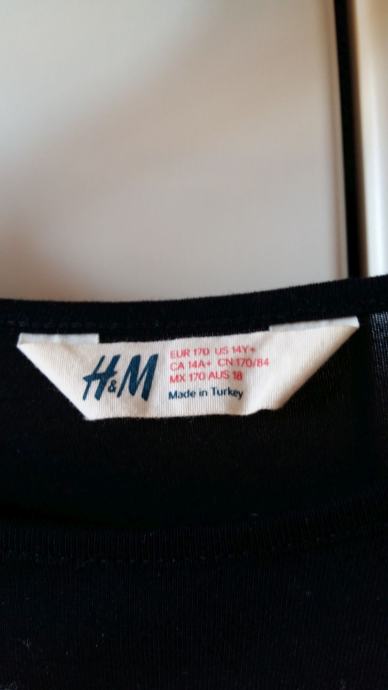 H&M
EUR 170 US 14Y+
CA 14A+ CN 170/84
MX 170 AUS 18
Made in Turkey